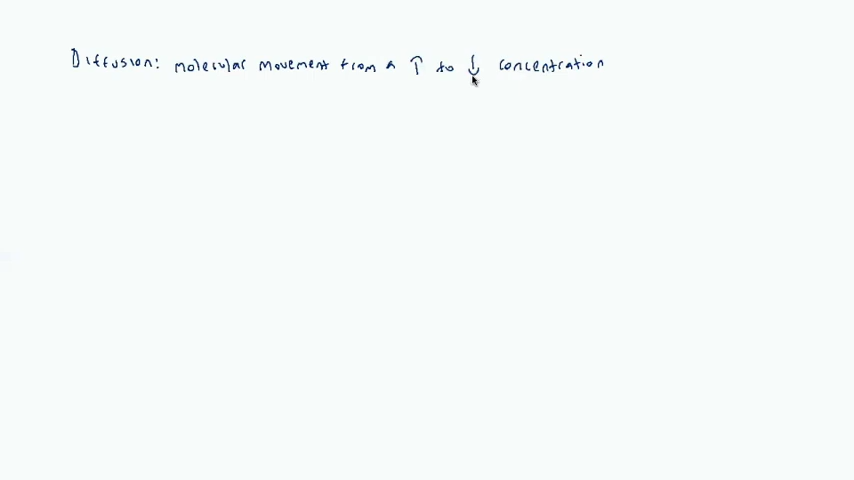 Diffusion: molecular movement from a ↑ to ↓ concentration